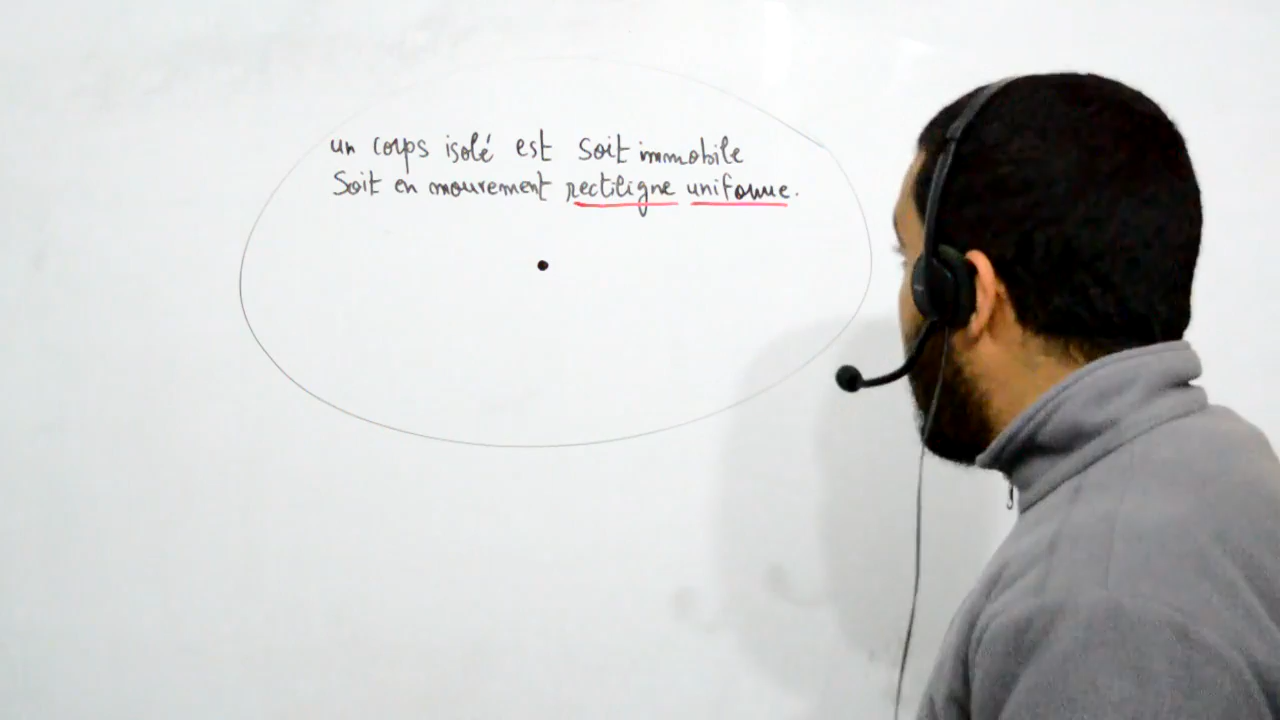 un corps isolé est soit immobile
Soit en mouvement rectiligne uniforme.